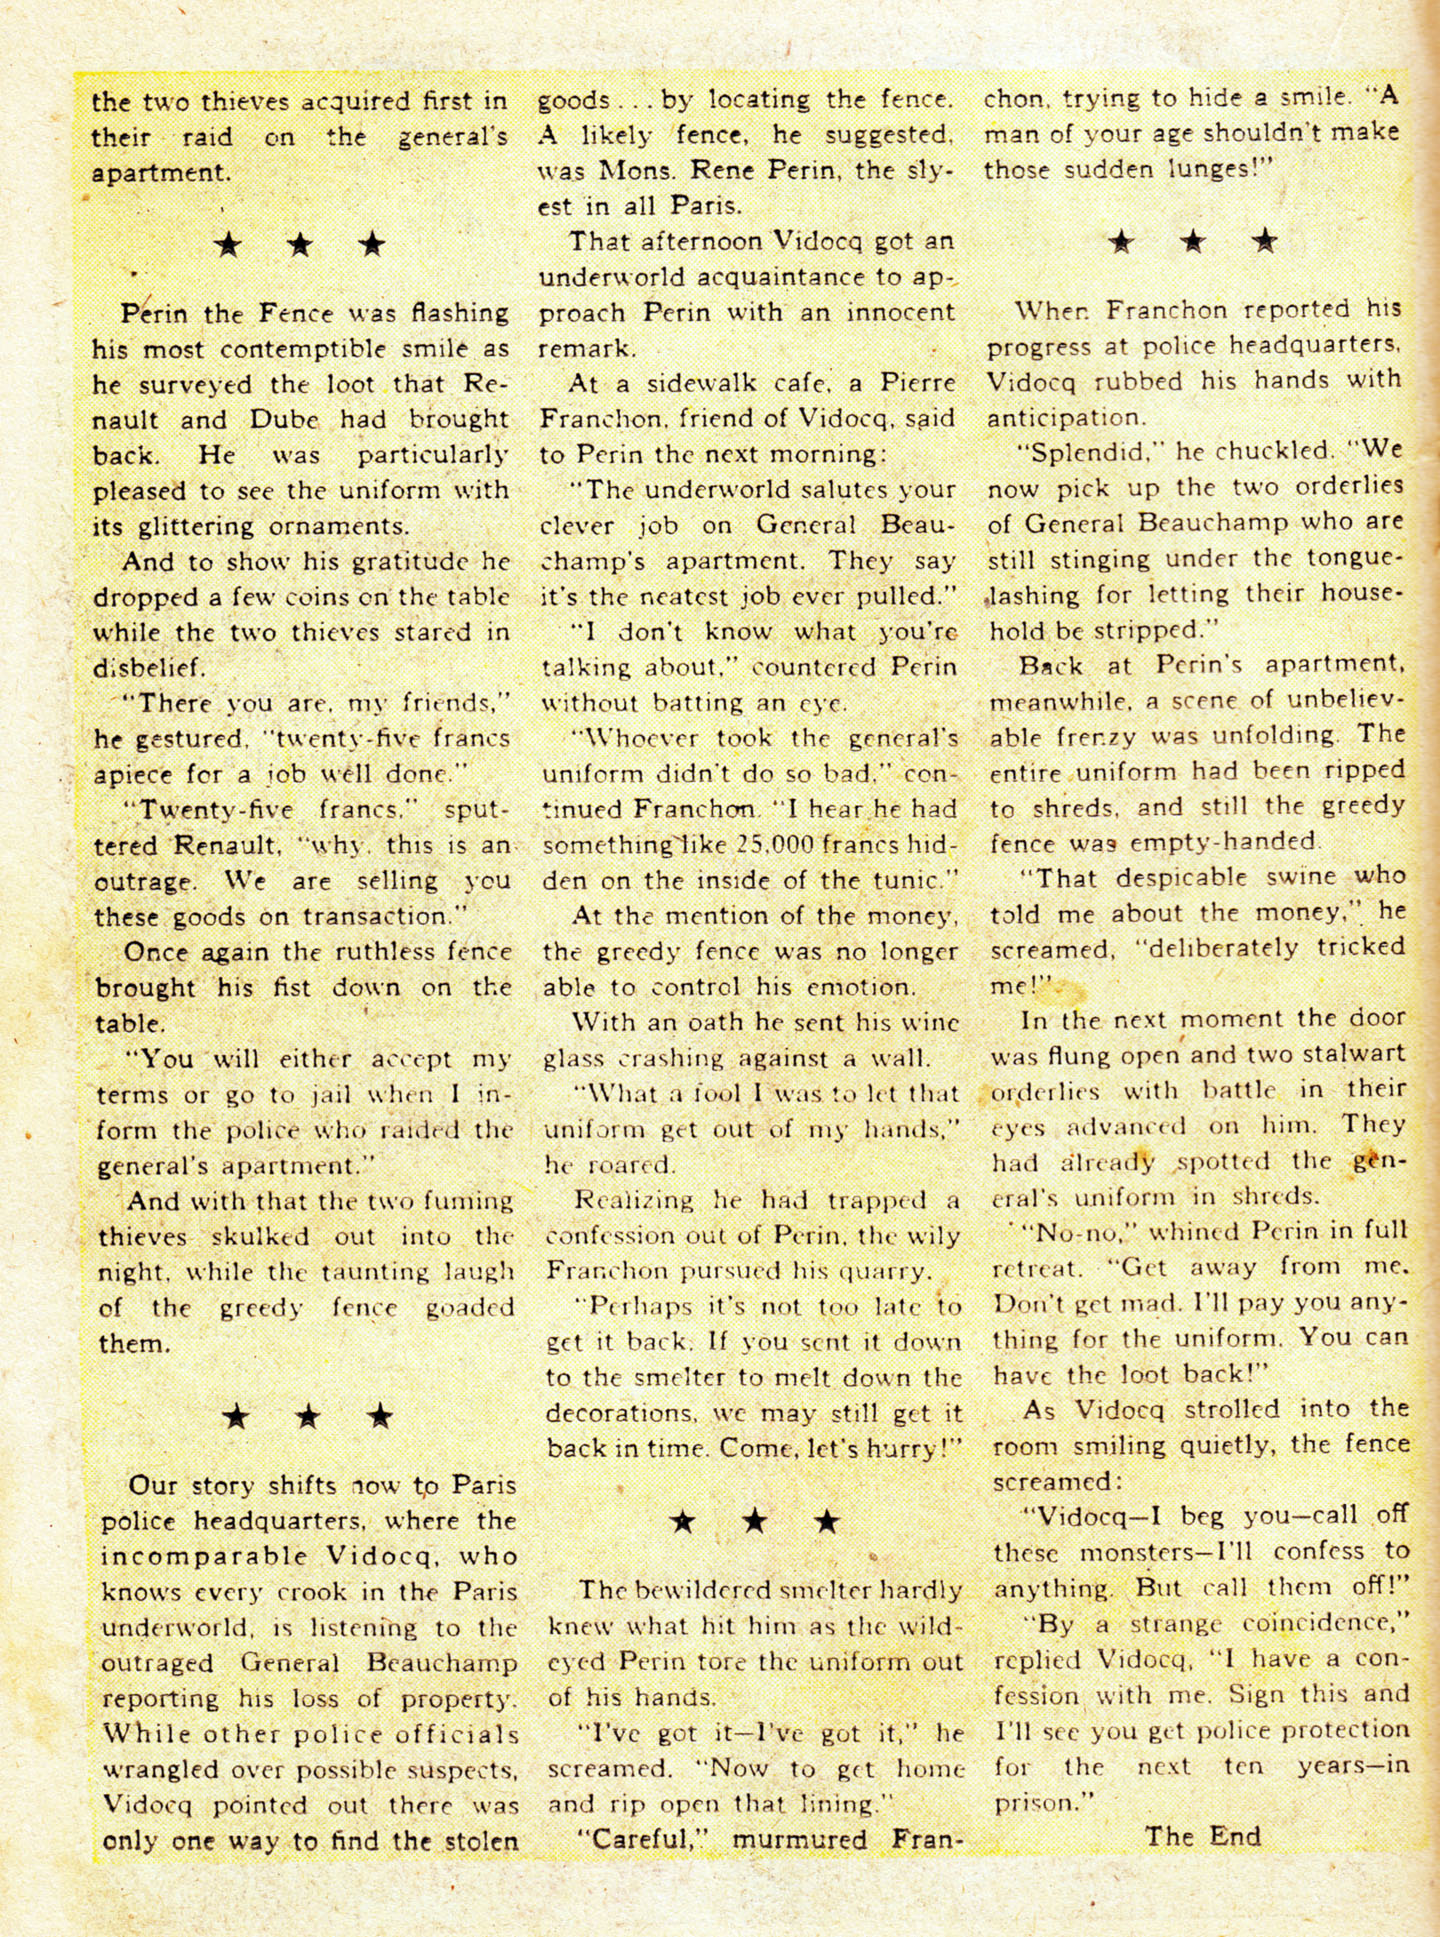 the two thieves acquired first in
their raid on the general's
apartment.
★ ★ ★
Perin the Fence was flashing
his most contemptible smile as
he surveyed the loot that Re-
nault and Dube had brought
back. He was particularly
pleased to see the uniform with
its glittering ornaments.
And to show his gratitude he
dropped a few coins on the table
while the two thieves stared in
disbelief.
"There you are, my friends,"
he gestured, "twenty-five francs
apiece for a job well done."
"Twenty-five francs," sput-
tered Renault, "why, this is an
outrage. We are selling you
these goods on transaction."
Once again the ruthless fence
brought his fist down on the
table.
"You will either accept my
terms or go to jail when I in-
form the police who raided the
general's apartment."
And with that the two fuming
thieves skulked out into the
night, while the taunting laugh
of the greedy fence goaded
them.
★ ★ ★
Our story shifts now to Paris
police headquarters, where the
incomparable Vidocq, who
knows every crook in the Paris
underworld, is listening to the
outraged General Beauchamp
reporting his loss of property.
While other police officials
wrangled over possible suspects,
Vidocq pointed out there was
only one way to find the stolen
goods...by locating the fence.
A likely fence, he suggested,
was Mons. Rene Perin, the sly-
est in all Paris.
That afternoon Vidocq got an
underworld acquaintance to ap-
proach Perin with an innocent
remark.
At a sidewalk cafe, a Pierre
Franchon, friend of Vidocq, said
to Perin the next morning:
"The underworld salutes your
clever job on General Beau-
champ's apartment. They say
it's the neatest job ever pulled."
"I don't know what you're
talking about," countered Perin
without batting an eye.
"Whoever took the general's
uniform didn't do so bad," con-
tinued Franchon. "I hear he had
something like 25,000 francs hid-
den on the inside of the tunic."
At the mention of the money,
the greedy fence was no longer
able to control his emotion.
With an oath he sent his wine
glass crashing against a wall.
"What a fool I was to let that
uniform get out of my hands,"
he roared.
Realizing he had trapped a
confession out of Perin, the wily
Franchon pursued his quarry.
"Perhaps it's not too late to
get it back. If you sent it down
to the smelter to melt down the
decorations, we may still get it
back in time. Come, let's hurry!"
★ ★ ★
The bewildered smelter hardly
knew what hit him as the wild-
eyed Perin tore the uniform out
of his hands.
"I've got it—I've got it," he
screamed. "Now to get home
and rip open that lining."
"Careful," murmured Fran-
chon, trying to hide a smile. "A
man of your age shouldn't make
those sudden lunges!"
★ ★ ★
When Franchon reported his
progress at police headquarters,
Vidocq rubbed his hands with
anticipation.
"Splendid," he chuckled. "We
now pick up the two orderlies
of General Beauchamp who are
still stinging under the tongue-
lashing for letting their house-
hold be stripped."
Back at Perin's apartment,
meanwhile, a scene of unbeliev-
able frenzy was unfolding. The
entire uniform had been ripped
to shreds, and still the greedy
fence was empty-handed.
"That despicable swine who
told me about the money," he
screamed, "deliberately tricked
me!"
In the next moment the door
was flung open and two stalwart
orderlies with battle in their
eyes advanced on him. They
had already spotted the gen-
eral's uniform in shreds.
"No-no," whined Perin in full
retreat. "Get away from me.
Don't get mad. I'll pay you any-
thing for the uniform. You can
have the loot back!"
As Vidocq strolled into the
room smiling quietly, the fence
screamed:
"Vidocq—I beg you—call off
these monsters—I'll confess to
anything. But call them off!"
"By a strange coincidence,"
replied Vidocq, "I have a con-
fession with me. Sign this and
I'll see you get police protection
for the next ten years—in
prison."
The End